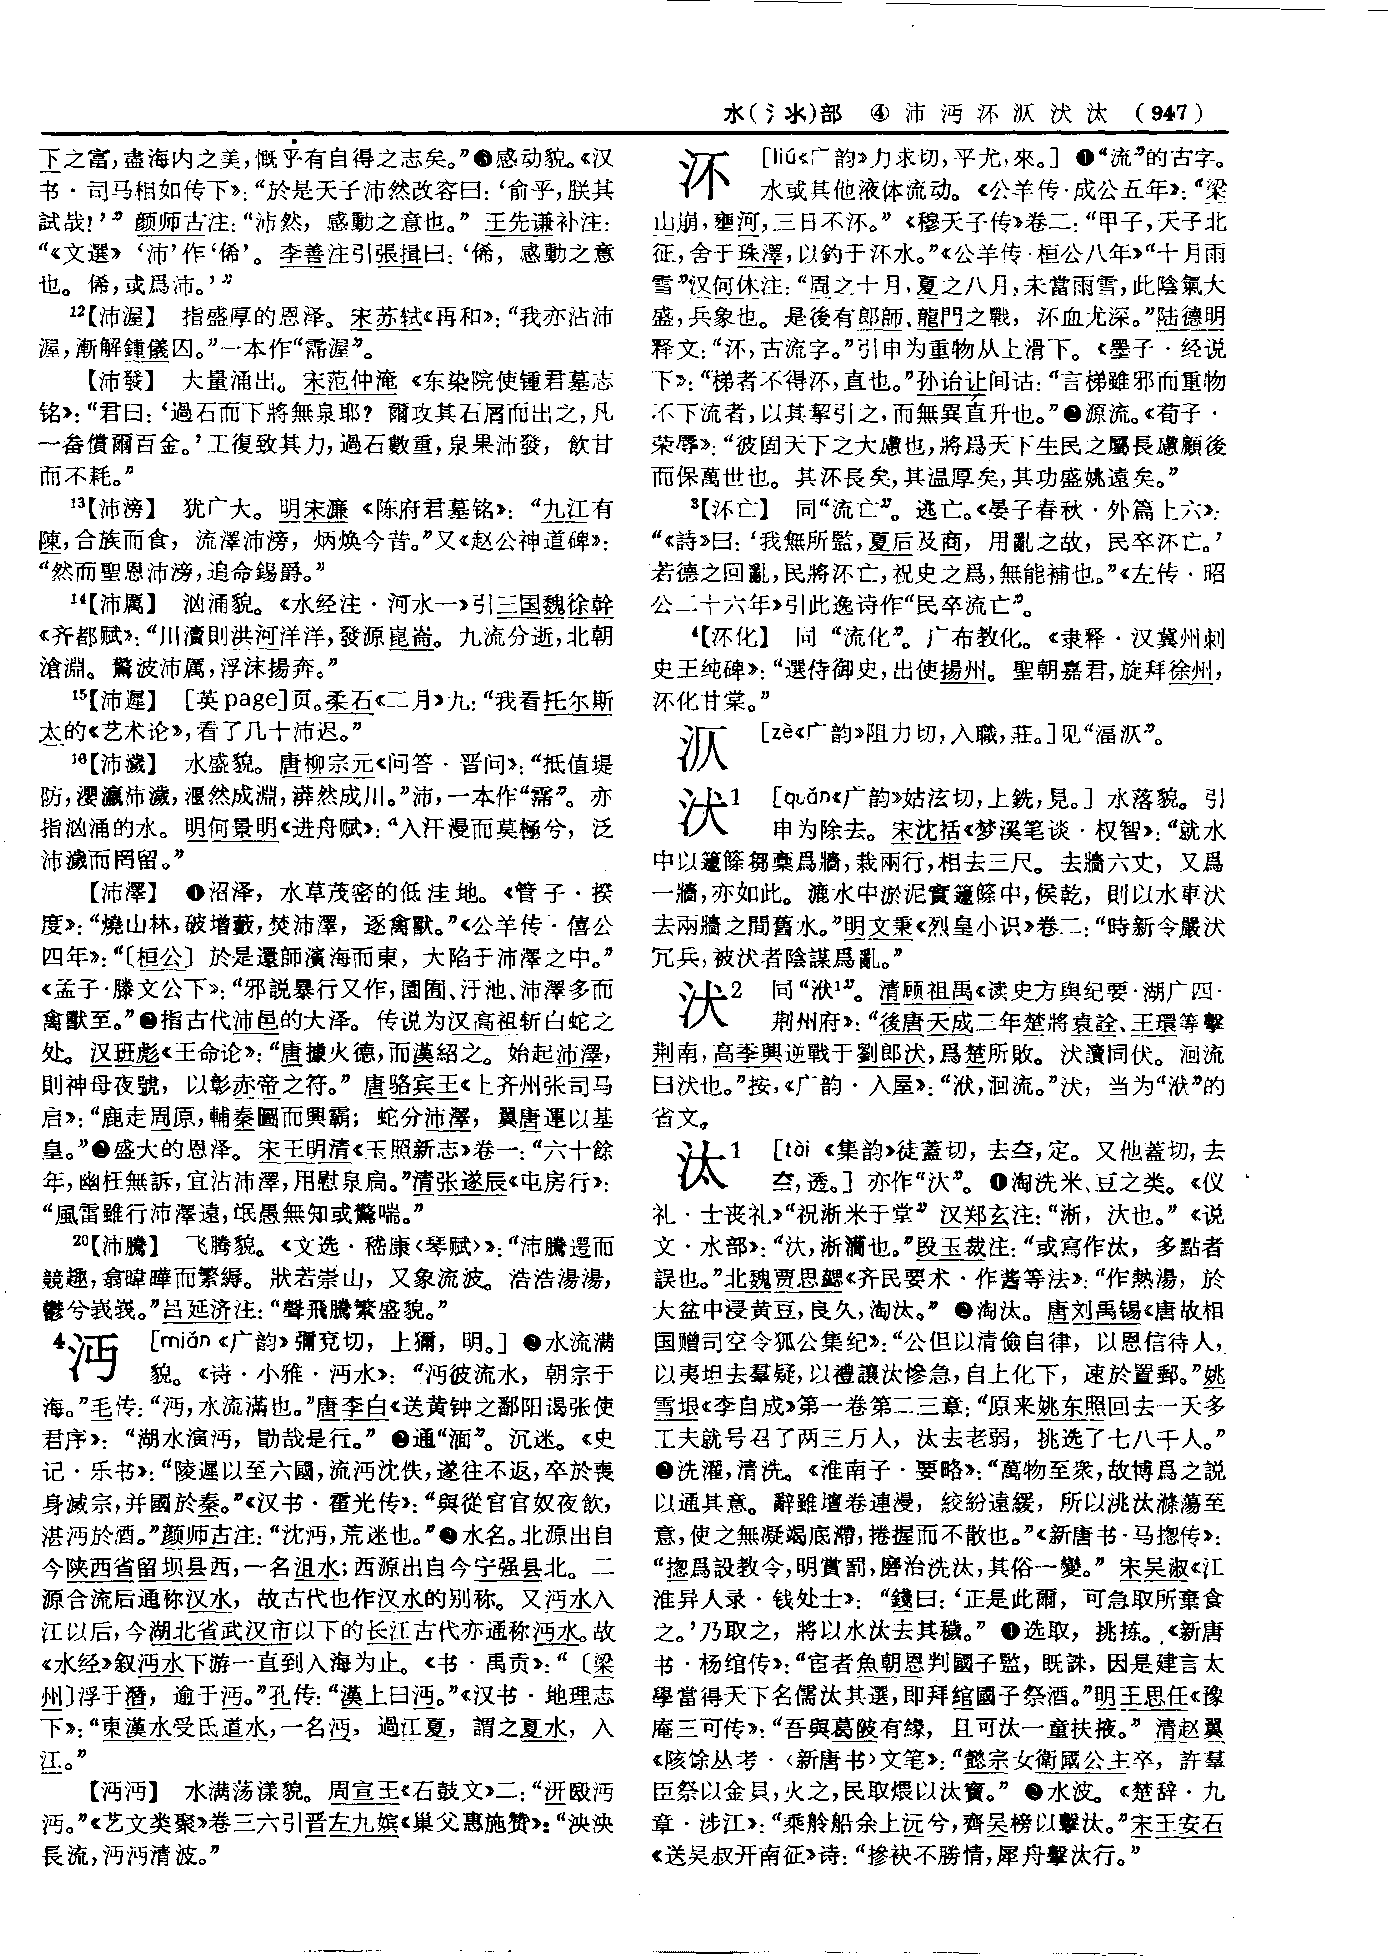 水(氵氺)部 ④ 沛沔㳅沠汱汰 (947)
下之富，盡海内之美，慨乎有自得之志矣。”❸感动貌。《汉
书·司马相如传下》：“於是天子沛然改容曰：‘俞乎，朕其
試哉！’” 颜师古注：“沛然，感動之意也。” 王先谦补注：
“《文選》‘沛’作‘俙’。李善注引張揖曰：‘俙，感動之意
也。俙，或爲沛。’”
12【沛渥】 指盛厚的恩泽。宋苏轼《再和》：“我亦沾沛
渥，漸解鍾儀囚。”一本作“霈渥”。
【沛發】 大量涌出。宋范仲淹《东染院使锺君墓志
铭》：“君曰：‘過石而下將無泉耶？爾攻其石屑而出之，凡
一畚償爾百金。’工復致其力，過石數重，泉果沛發，飲甘
而不耗。”
13【沛滂】 犹广大。明宋濂《陈府君墓铭》：“九江有
陳，合族而食，流澤沛滂，炳焕今昔。”又《赵公神道碑》：
“然而聖恩沛滂，追命錫爵。”
14【沛厲】 汹涌貌。《水经注·河水一》引三国魏徐幹
《齐都赋》：“川瀆則洪河洋洋，發源崑崙。九流分逝，北朝
滄淵。驚波沛厲，浮沫揚奔。”
15【沛遲】 [英page]页。柔石《二月》九：“我看托尔斯
太的《艺术论》，看了几十沛迟。”
16【沛濊】 水盛貌。唐柳宗元《问答·晋问》：“抵值堤
防，瀴瀛沛濊，偃然成淵，漭然成川。”沛，一本作“霈”。亦
指汹涌的水。明何景明《进舟赋》：“入汗漫而莫極兮，泛
沛濊而罔留。”
【沛澤】 ❶沼泽，水草茂密的低洼地。《管子·揆
度》：“燒山林，破增藪，焚沛澤，逐禽獸。”《公羊传·僖公
四年》：“〔桓公〕於是還師濱海而東，大陷于沛澤之中。”
《孟子·滕文公下》：“邪説暴行又作，園囿、汙池、沛澤多而
禽獸至。”❷指古代沛邑的大泽。传说为汉高祖斩白蛇之
处。汉班彪《王命论》：“唐據火德，而漢紹之。始起沛澤，
則神母夜號，以彰赤帝之符。” 唐骆宾王《上齐州张司马
启》：“鹿走周原，輔秦圖而興霸；蛇分沛澤，翼唐運以基
皇。”❸盛大的恩泽。宋王明清《玉照新志》卷一：“六十餘
年，幽枉無訴，宜沾沛澤，用慰泉扃。”清张遂辰《屯房行》：
“風雷雖行沛澤遠，氓愚無知或驚喘。”
20【沛騰】 飞腾貌。《文选·嵇康〈琴赋〉》：“沛騰遌而
競趣，翕韡曄而繁縟。狀若崇山，又象流波。浩浩湯湯，
鬱兮峩峩。”吕延济注：“聲飛騰繁盛貌。”
4沔 [miǎn《广韵》彌兖切，上獮，明。] ❶水流满
貌。《诗·小雅·沔水》：“沔彼流水，朝宗于
海。”毛传：“沔，水流滿也。”唐李白《送黄钟之鄱阳谒张使
君序》：“湖水演沔，勖哉是行。” ❷通“湎”。沉迷。《史
记·乐书》：“陵遲以至六國，流沔沈佚，遂往不返，卒於喪
身滅宗，并國於秦。”《汉书·霍光传》：“與從官官奴夜飲，
湛沔於酒。”颜师古注：“沈沔，荒迷也。”❸水名。北源出自
今陕西省留坝县西，一名沮水；西源出自今宁强县北。二
源合流后通称汉水，故古代也作汉水的别称。又沔水入
江以后，今湖北省武汉市以下的长江古代亦通称沔水。故
《水经》叙沔水下游一直到入海为止。《书·禹贡》：“〔梁
州〕浮于潛，逾于沔。”孔传：“漢上曰沔。”《汉书·地理志
下》：“東漢水受氐道水，一名沔，過江夏，謂之夏水，入
江。”
【沔沔】 水满荡漾貌。周宣王《石鼓文》二：“汧殹沔
沔。”《艺文类聚》卷三六引晋左九嫔《巢父惠施赞》：“泱泱
長流，沔沔清波。”
㳅 [liú《广韵》力求切，平尤，來。] ❶“流”的古字。
水或其他液体流动。《公羊传·成公五年》：“梁
山崩，壅河，三日不㳅。” 《穆天子传》卷二：“甲子，天子北
征，舍于珠澤，以釣于㳅水。”《公羊传·桓公八年》“十月雨
雪”汉何休注：“周之十月，夏之八月，未當雨雪，此陰氣大
盛，兵象也。是後有郎師、龍門之戰，㳅血尤深。”陆德明
释文：“㳅，古流字。”引申为重物从上滑下。《墨子·经说
下》：“梯者不得㳅，直也。”孙诒让间诂：“言梯雖邪而重物
不下流者，以其挈引之，而無異直升也。”❷源流。《荀子·
荣辱》：“彼固天下之大慮也，將爲天下生民之屬長慮顧後
而保萬世也。其㳅長矣，其温厚矣，其功盛姚遠矣。”
3【㳅亡】 同“流亡”。逃亡。《晏子春秋·外篇上六》：
“《詩》曰：‘我無所監，夏后及商，用亂之故，民卒㳅亡。’
若德之回亂，民將㳅亡，祝史之爲，無能補也。”《左传·昭
公二十六年》引此逸诗作“民卒流亡”。
4【㳅化】 同“流化”。广布教化。《隶释·汉冀州刺
史王纯碑》：“選侍御史，出使揚州。聖朝嘉君，旋拜徐州，
㳅化甘棠。”
沠 [zè《广韵》阻力切，入職，莊。]见“湢沠”。
汱1 [quǎn《广韵》姑泫切，上銑，見。] 水落貌。引
申为除去。宋沈括《梦溪笔谈·权智》：“就水
中以籧篨芻藁爲牆，栽兩行，相去三尺。去牆六丈，又爲
一牆，亦如此。漉水中淤泥實籧篨中，候乾，則以水車汱
去兩牆之間舊水。”明文秉《烈皇小识》卷二：“時新令嚴汱
冗兵，被汱者陰謀爲亂。”
汱2 同“洑1”。清顾祖禹《读史方舆纪要·湖广四·
荆州府》：“後唐天成二年楚將袁詮、王環等擊
荆南，高季興逆戰于劉郎汱，爲楚所敗。汱讀同伏。洄流
曰汱也。”按，《广韵·入屋》：“洑，洄流。”汱，当为“洑”的
省文。
汰1 [tài 《集韵》徒蓋切，去夳，定。又他蓋切，去
夳，透。] 亦作“汏”。❶淘洗米、豆之类。《仪
礼·士丧礼》“祝淅米于堂” 汉郑玄注：“淅，汰也。”《说
文·水部》：“汏，淅𤅊也。”段玉裁注：“或寫作汰，多點者
誤也。”北魏贾思勰《齐民要术·作酱等法》：“作熱湯，於
大盆中浸黄豆，良久，淘汰。” ❷淘汰。唐刘禹锡《唐故相
国赠司空令狐公集纪》：“公但以清儉自律，以恩信待人，
以夷坦去羣疑，以禮讓汰慘急，自上化下，速於置郵。”姚
雪垠《李自成》第一卷第二三章：“原来姚东照回去一天多
工夫就号召了两三万人，汰去老弱，挑选了七八千人。”
❸洗濯，清洗。《淮南子·要略》：“萬物至衆，故博爲之説
以通其意。辭雖壇卷連漫，絞紛遠緩，所以洮汰滌蕩至
意，使之無凝竭底滯，捲握而不散也。”《新唐书·马揔传》：
“揔爲設教令，明賞罰，磨治洗汰，其俗一變。” 宋吴淑《江
淮异人录·钱处士》：“錢曰：‘正是此爾，可急取所棄食
之。’乃取之，將以水汰去其穢。” ❹选取，挑拣。《新唐
书·杨绾传》：“宦者魚朝恩判國子監，既誅，因是建言太
學當得天下名儒汰其選，即拜綰國子祭酒。”明王思任《豫
庵三可传》：“吾與葛陂有緣，且可汰一童扶掖。” 清赵翼
《陔馀丛考·〈新唐书〉文笔》：“懿宗女衛國公主卒，許羣
臣祭以金貝，火之，民取煨以汰寶。” ❺水波。《楚辞·九
章·涉江》：“乘舲船余上沅兮，齊吴榜以擊汰。”宋王安石
《送吴叔开南征》诗：“摻袂不勝情，犀舟擊汰行。”